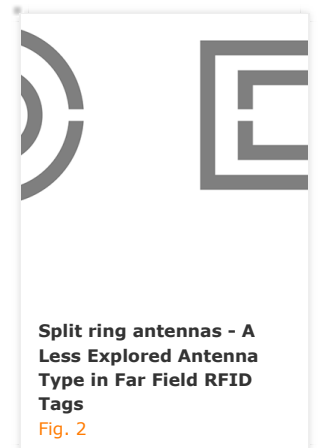 Split ring antennas - A
Less Explored Antenna
Type in Far Field RFID
Tags
Fig. 2